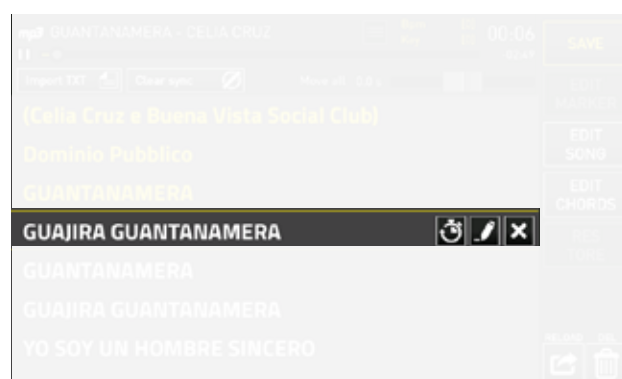 mp3 GUANTANAMERA - CELIA CRUZ
00:06
SAVE
Import TXT
Clear sync
(Celia Cruz e Buena Vista Social Club)
Dominio Pubblico
EDIT
SONG
GUANTANAMERA
EDIT
CHORDS
GUAJIRA GUANTANAMERA
GUANTANAMERA
GUAJIRA GUANTANAMERA
YO SOY UN HOMBRE SINCERO